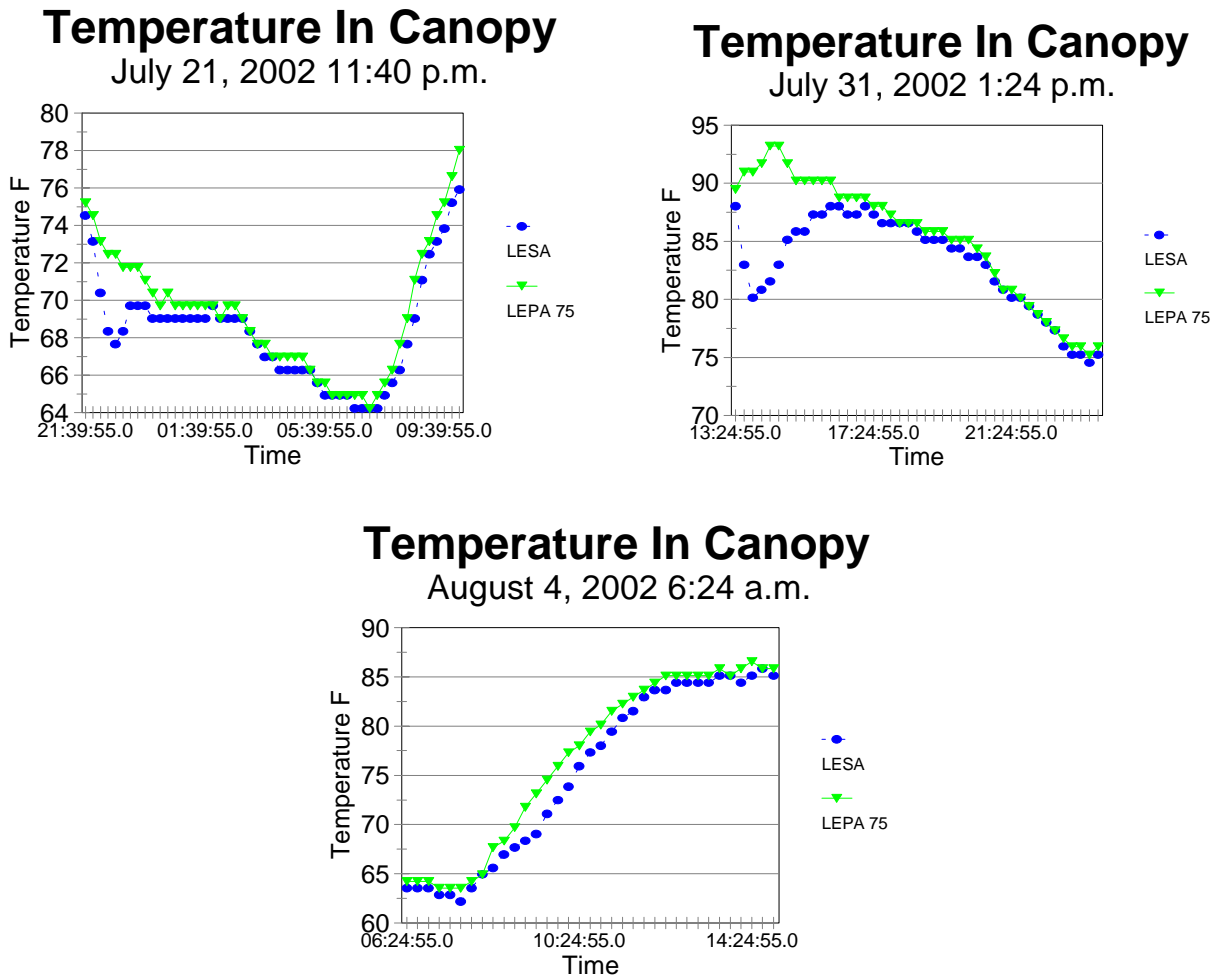 Temperature In Canopy
July 21, 2002 11:40 p.m.
80
78
76
74
72
70
68
66
64
Temperature F
21:39:55.0 01:39:55.0 05:39:55.0 09:39:55.0
Time
LESA
LEPA 75
Temperature In Canopy
July 31, 2002 1:24 p.m.
95
90
85
80
75
70
Temperature F
13:24:55.0 17:24:55.0 21:24:55.0
Time
LESA
LEPA 75
Temperature In Canopy
August 4, 2002 6:24 a.m.
90
85
80
75
70
65
60
Temperature F
06:24:55.0 10:24:55.0 14:24:55.0
Time
LESA
LEPA 75